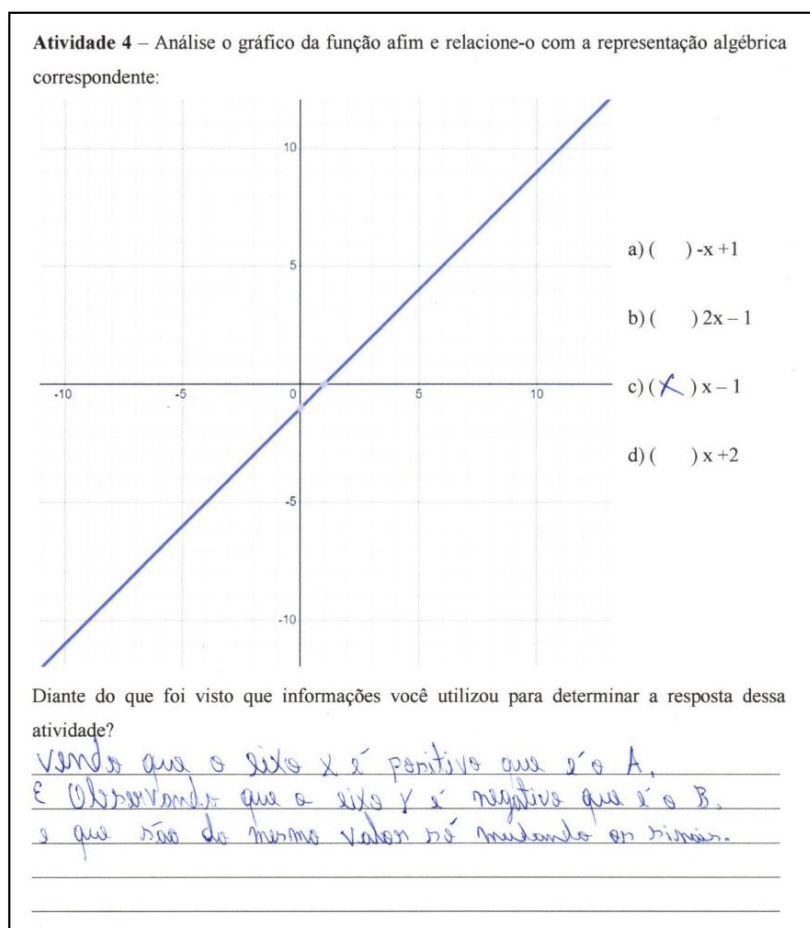 Atividade 4 – Análise o gráfico da função afim e relacione-o com a representação algébrica
correspondente:
10
5
-10
-5
0
5
10
-5
-10
a) ( ) -x +1
b) ( ) 2x – 1
c) (X) x – 1
d) ( ) x +2
Diante do que foi visto que informações você utilizou para determinar a resposta dessa
atividade?
Vendo que o eixo X é positivo que é o A.
E Observando que o eixo Y é negativo que é o B.
e que são do mesmo valor só mudando os sinais.